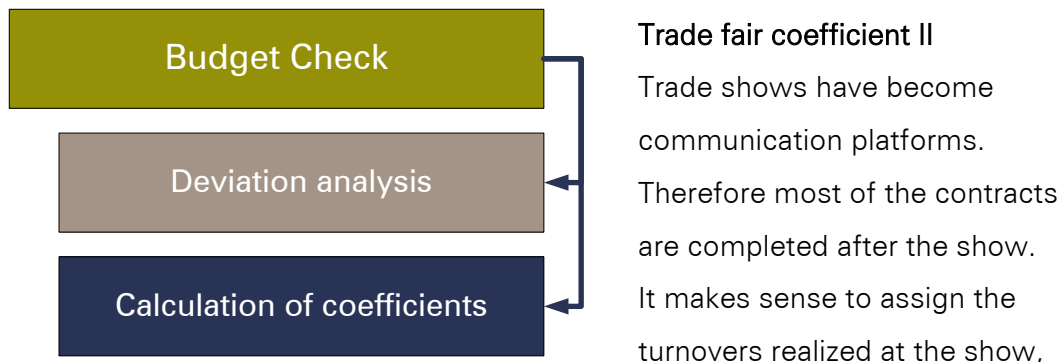 Budget Check
Deviation analysis
Calculation of coefficients
Trade fair coefficient II
Trade shows have become
communication platforms.
Therefore most of the contracts
are completed after the show.
It makes sense to assign the
turnovers realized at the show,